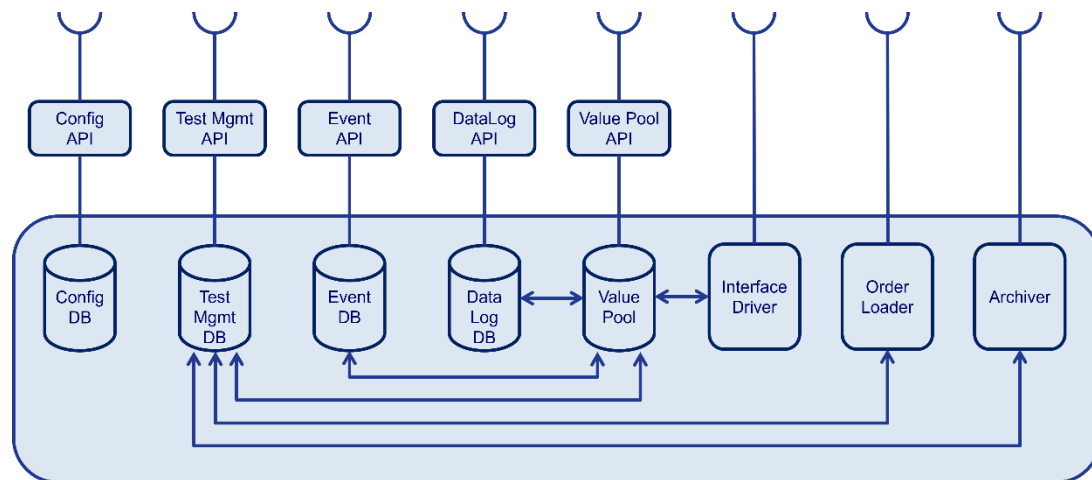 Config
API
Test Mgmt
API
Event
API
DataLog
API
Value Pool
API
Config
DB
Test
Mgmt
DB
Event
DB
Data
Log
DB
Value
Pool
Interface
Driver
Order
Loader
Archiver